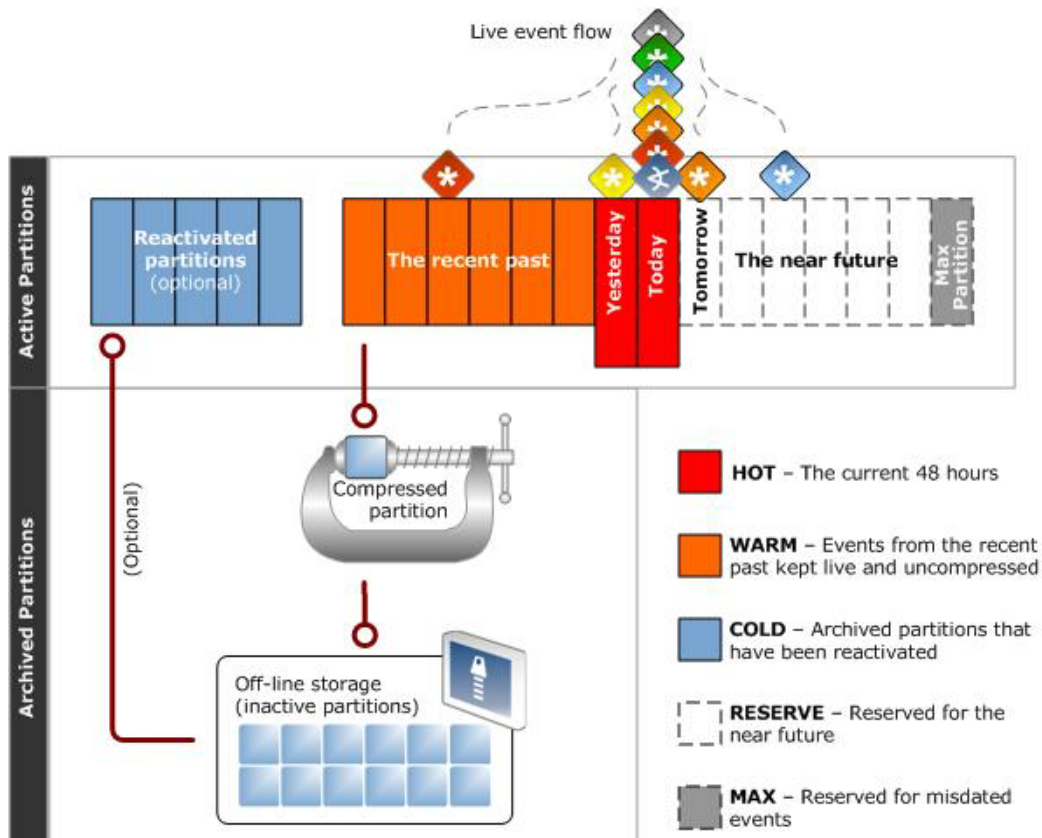 Live event flow
Active Partitions
Reactivated
partitions
(optional)
The recent past
Yesterday
Today
Tomorrow
The near future
Max
Partition
Archived Partitions
(Optional)
Compressed
partition
Off-line storage
(inactive partitions)
HOT – The current 48 hours
WARM – Events from the recent
past kept live and uncompressed
COLD – Archived partitions that
have been reactivated
RESERVE – Reserved for the
near future
MAX – Reserved for misdated
events